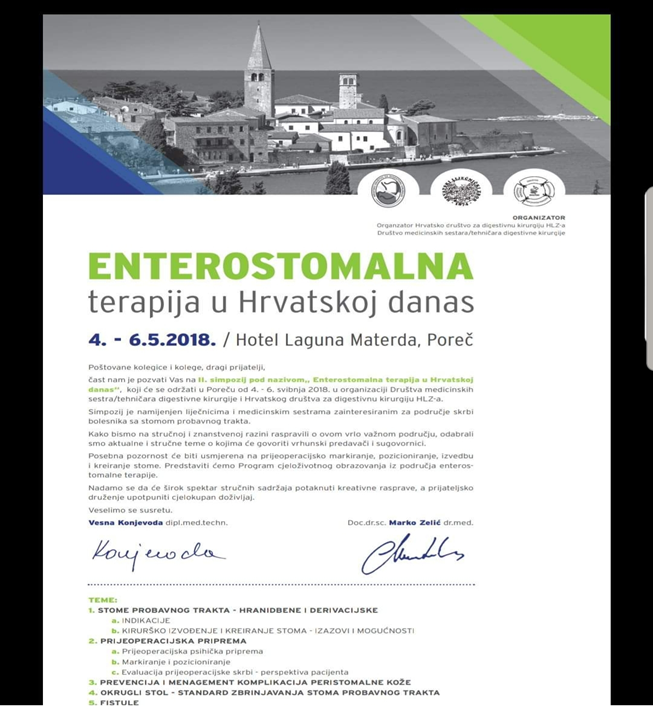 ORGANIZATOR
Organzator Hrvatsko društvo za digestivnu kirurgiju HLZ-a
Društvo medicinskih sestara/tehničara digestivne kirurgije
ENTEROSTOMALNA
terapija u Hrvatskoj danas
4. - 6.5.2018. / Hotel Laguna Materda, Poreč
Poštovane kolegice i kolege, dragi prijatelji,
čast nam je pozvati Vas na II. simpozij pod nazivom,, Enterostomalna terapija u Hrvatskoj
danas“, koji će se održati u Poreču od 4. - 6. svibnja 2018. u organizaciji Društva medicinskih
sestra/tehničara digestivne kirurgije i Hrvatskog društva za digestivnu kirurgiju HLZ-a.
Simpozij je namijenjen liječnicima i medicinskim sestrama zainteresiranim za područje skrbi
bolesnika sa stomom probavnog trakta.
Kako bismo na stručnoj i znanstvenoj razini raspravili o ovom vrlo važnom području, odabrali
smo aktualne i stručne teme o kojima će govoriti vrhunski predavači i sugovornici.
Posebna pozornost će biti usmjerena na prijeoperacijsko markiranje, pozicioniranje, izvedbu
i kreiranje stome. Predstaviti ćemo Program cjeloživotnog obrazovanja iz područja enteros-
tomalne terapije.
Nadamo se da će širok spektar stručnih sadržaja potaknuti kreativne rasprave, a prijateljsko
druženje upotpuniti cjelokupan doživljaj.
Veselimo se susretu.
Vesna Konjevoda dipl.med.techn. Doc.dr.sc. Marko Zelić dr.med.
Konjevoda
TEME:
1. STOME PROBAVNOG TRAKTA - HRANIDBENE I DERIVACIJSKE
a. INDIKACIJE
b. KIRURŠKO IZVOĐENJE I KREIRANJE STOMA - IZAZOVI I MOGUĆNOSTI
2. PRIJEOPERACIJSKA PRIPREMA
a. Prijeoperacijska psihička priprema
b. Markiranje i pozicioniranje
c. Evaluacija prijeoperacijske skrbi - perspektiva pacijenta
3. PREVENCIJA I MENAGEMENT KOMPLIKACIJA PERISTOMALNE KOŽE
4. OKRUGLI STOL - STANDARD ZBRINJAVANJA STOMA PROBAVNOG TRAKTA
5. FISTULE